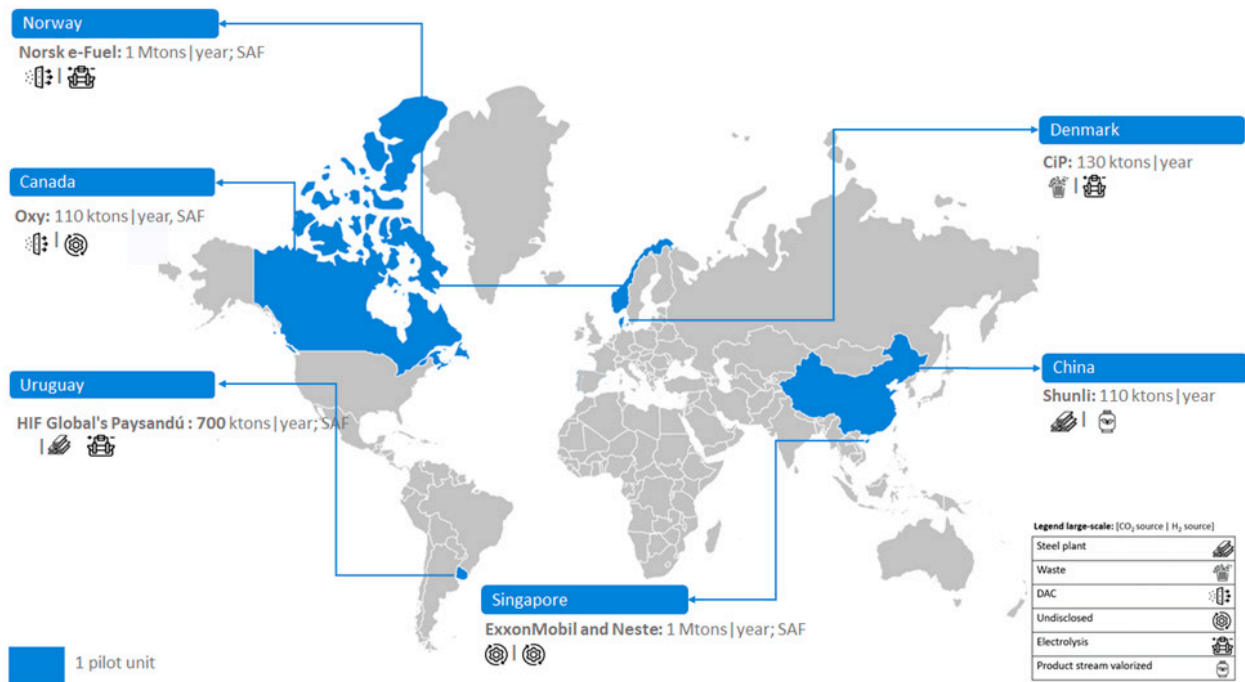 Norway
Norsk e-Fuel: 1 Mtons|year; SAF
|
Canada
Oxy: 110 ktons|year, SAF
|
Uruguay
HIF Global's Paysandú : 700 ktons|year; SAF
|
Denmark
CiP: 130 ktons|year
|
China
Shunli: 110 ktons|year
|
Singapore
ExxonMobil and Neste: 1 Mtons|year; SAF
|
1 pilot unit
Legend large-scale: [CO₂ source | H₂ source]
Steel plant
Waste
DAC
Undisclosed
Electrolysis
Product stream valorized